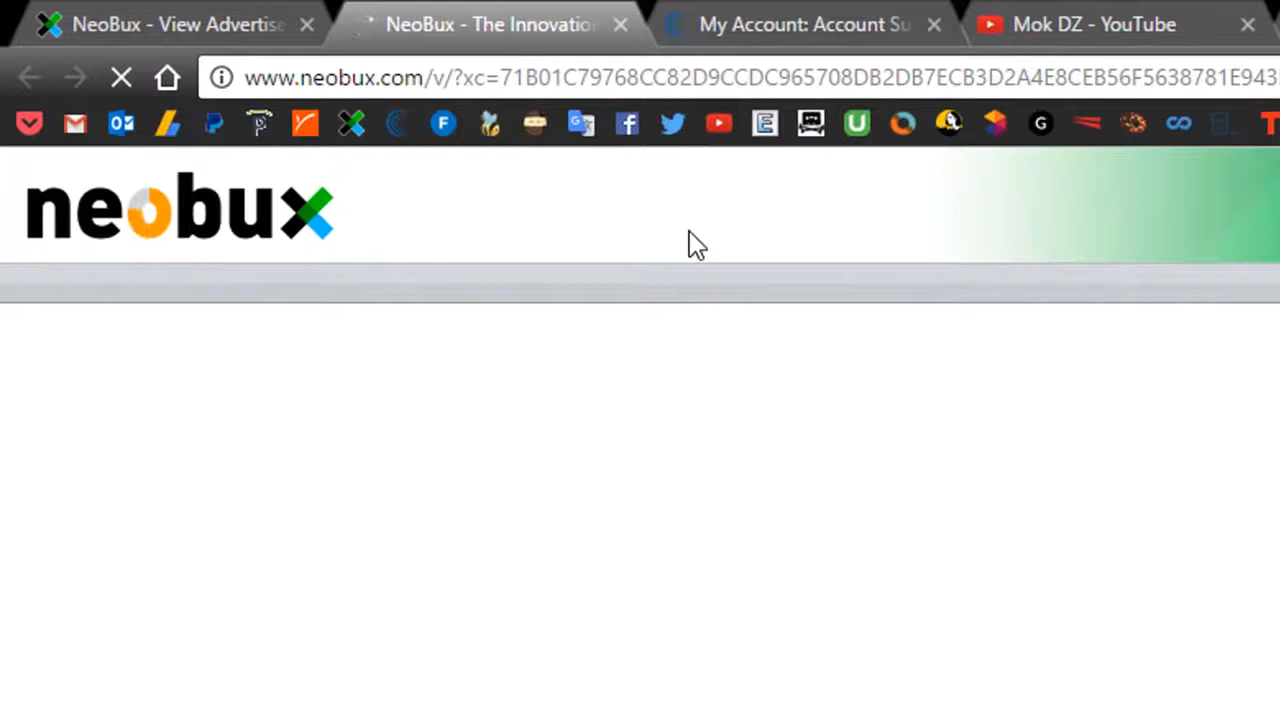 NeoBux - View Advertise
NeoBux - The Innovatio
My Account: Account Su
Mok DZ - YouTube
www.neobux.com/v/?xc=71B01C79768CC82D9CCDC965708DB2DB7ECB3D2A4E8CEB56F5638781E943
neobux